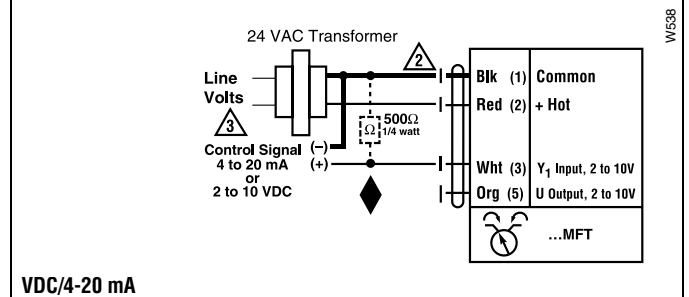 W538
24 VAC Transformer
Line
Volts
2
3
Blk (1) Common
Red (2) + Hot
Ω 500Ω
1/4 watt
Control Signal (–)
4 to 20 mA (+)
or
2 to 10 VDC
Wht (3) Y₁ Input, 2 to 10V
Org (5) U Output, 2 to 10V
...MFT
VDC/4-20 mA